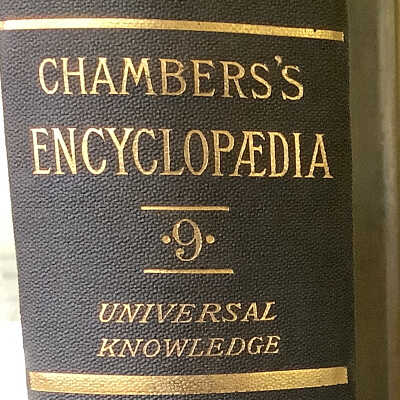 CHAMBERS'S
ENCYCLOPÆDIA
·9·
UNIVERSAL
KNOWLEDGE